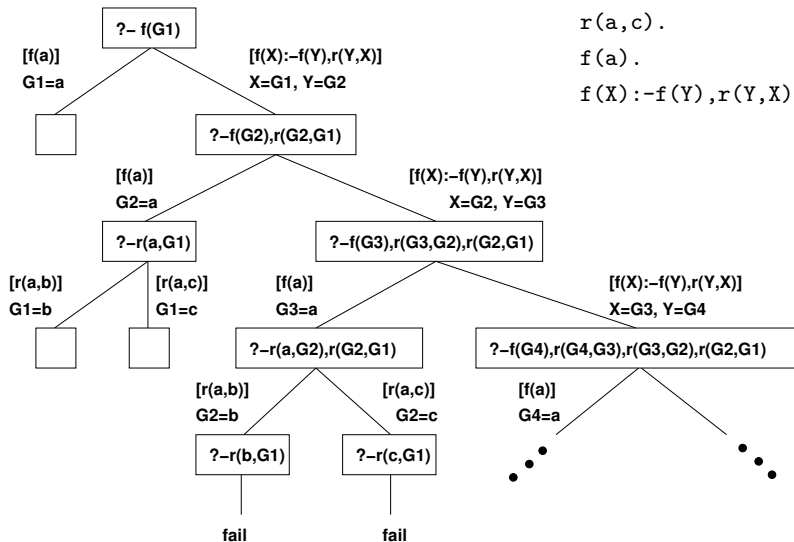 r(a,c).
f(a).
f(X):-f(Y),r(Y,X)
?– f(G1)
[f(a)]
G1=a
[f(X):–f(Y),r(Y,X)]
X=G1, Y=G2
?–f(G2),r(G2,G1)
[f(a)]
G2=a
[f(X):–f(Y),r(Y,X)]
X=G2, Y=G3
?–r(a,G1)
?–f(G3),r(G3,G2),r(G2,G1)
[r(a,b)]
G1=b
[r(a,c)]
G1=c
[f(a)]
G3=a
[f(X):–f(Y),r(Y,X)]
X=G3, Y=G4
?–r(a,G2),r(G2,G1)
?–f(G4),r(G4,G3),r(G3,G2),r(G2,G1)
[r(a,b)]
G2=b
[r(a,c)]
G2=c
[f(a)]
G4=a
?–r(b,G1)
?–r(c,G1)
fail
fail